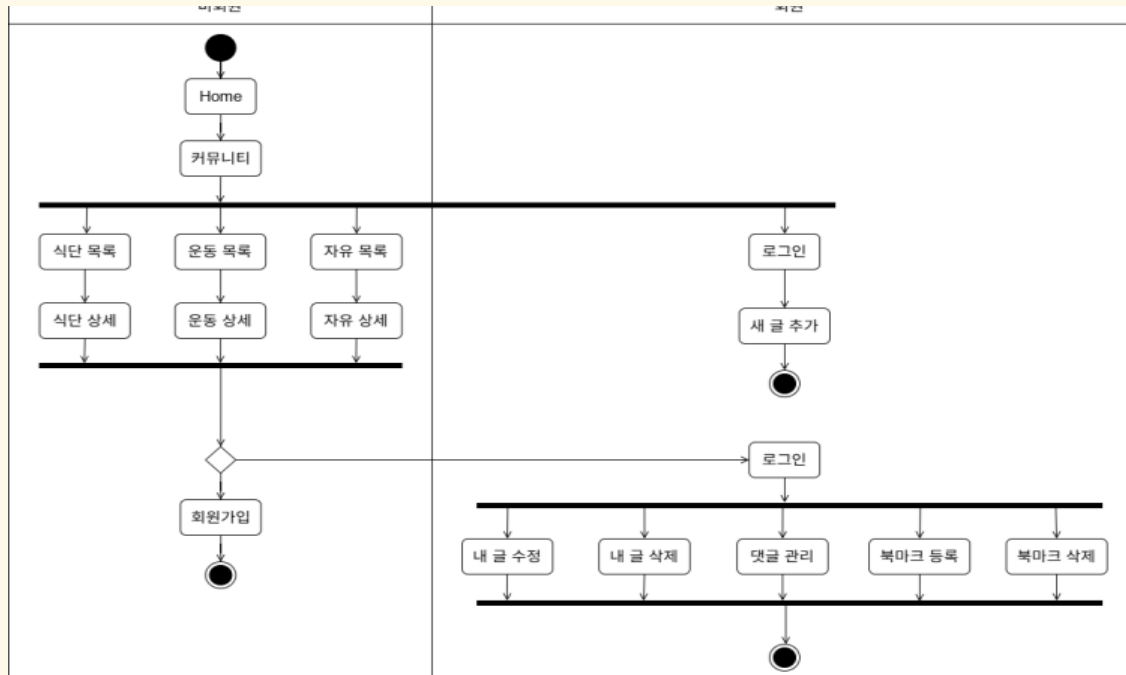 회원
Home
커뮤니티
식단 목록
운동 목록
자유 목록
로그인
식단 상세
운동 상세
자유 상세
새 글 추가
로그인
회원가입
내 글 수정
내 글 삭제
댓글 관리
북마크 등록
북마크 삭제